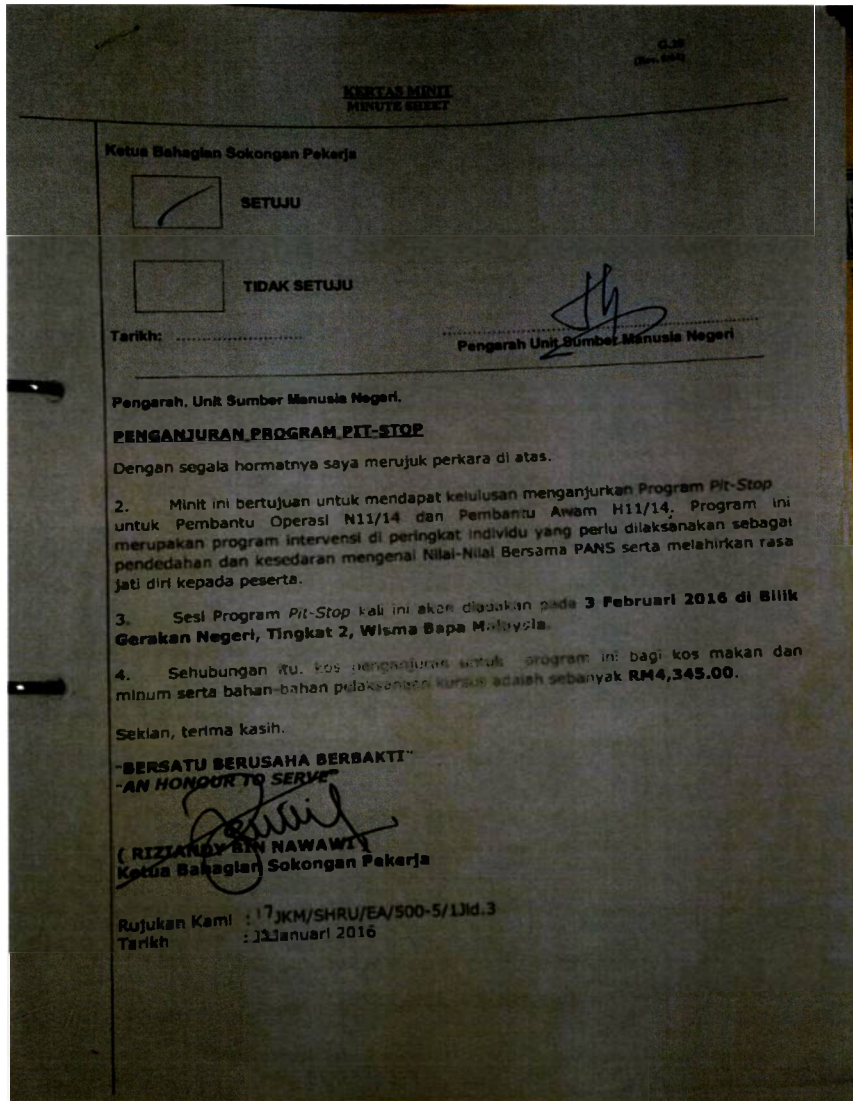 G.38
KERTAS MINIT
MINUTE SHEET
Ketua Bahagian Sokongan Pekerja
SETUJU
TIDAK SETUJU
Tarikh: ........................
Pengarah Unit Sumber Manusia Negeri
Pengarah, Unit Sumber Manusia Negeri.
PENGANJURAN PROGRAM PIT-STOP
Dengan segala hormatnya saya merujuk perkara di atas.
2. Minit ini bertujuan untuk mendapat kelulusan menganjurkan Program Pit-Stop
untuk Pembantu Operasi N11/14 dan Pembantu Awam H11/14. Program ini
merupakan program intervensi di peringkat individu yang perlu dilaksanakan sebagai
pendedahan dan kesedaran mengenai Nilai-Nilai Bersama PANS serta melahirkan rasa
jati diri kepada peserta.
3. Sesi Program Pit-Stop kali ini akan diadakan pada 3 Februari 2016 di Bilik
Gerakan Negeri, Tingkat 2, Wisma Bapa Malaysia.
4. Sehubungan itu, kos penganjuran untuk program ini bagi kos makan dan
minum serta bahan-bahan pelaksanaan kursus adalah sebanyak RM4,345.00.
Sekian, terima kasih.
"BERSATU BERUSAHA BERBAKTI"
"AN HONOUR TO SERVE"
( RIZIANDY BIN NAWAWI )
Ketua Bahagian Sokongan Pekerja
Rujukan Kami : 17JKM/SHRU/EA/500-5/1Jld.3
Tarikh : Januari 2016